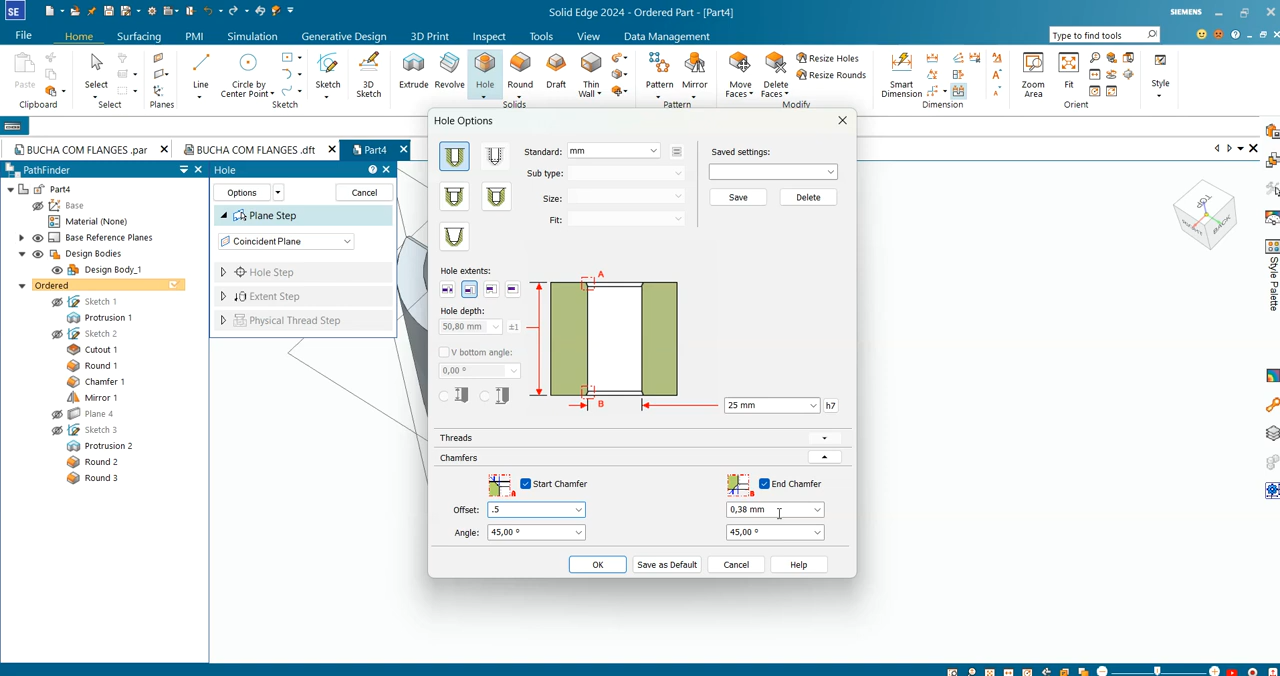 SE
Solid Edge 2024 - Ordered Part - [Part4]
SIEMENS
File Home Surfacing PMI Simulation Generative Design 3D Print Inspect Tools View Data Management
Type to find tools
Paste
Clipboard
Select
Select
Planes
Line
Circle by Center Point
Sketch
Sketch
3D Sketch
Extrude
Revolve
Hole
Round
Draft
Thin Wall
Solids
Pattern
Mirror
Pattern
Move Faces
Delete Faces
Resize Holes
Resize Rounds
Modify
Smart Dimension
Dimension
Zoom Area
Fit
Orient
Style
BUCHA COM FLANGES .par
BUCHA COM FLANGES .dft
Part4
PathFinder
Part4
Base
Material (None)
Base Reference Planes
Design Bodies
Design Body_1
Ordered
Sketch 1
Protrusion 1
Sketch 2
Cutout 1
Round 1
Chamfer 1
Mirror 1
Plane 4
Sketch 3
Protrusion 2
Round 2
Round 3
Hole
Options
Cancel
Plane Step
Coincident Plane
Hole Step
Extent Step
Physical Thread Step
Hole Options
Standard: mm
Sub type:
Size:
Fit:
Saved settings:
Save
Delete
Hole extents:
Hole depth:
50,80 mm
±1
V bottom angle:
0,00 º
A
B
25 mm
h7
Threads
Chamfers
A
Start Chamfer
B
End Chamfer
Offset: .5
0,38 mm
Angle: 45,00 º
45,00 º
OK
Save as Default
Cancel
Help
TOP
RIGHT
BACK
Style Palette